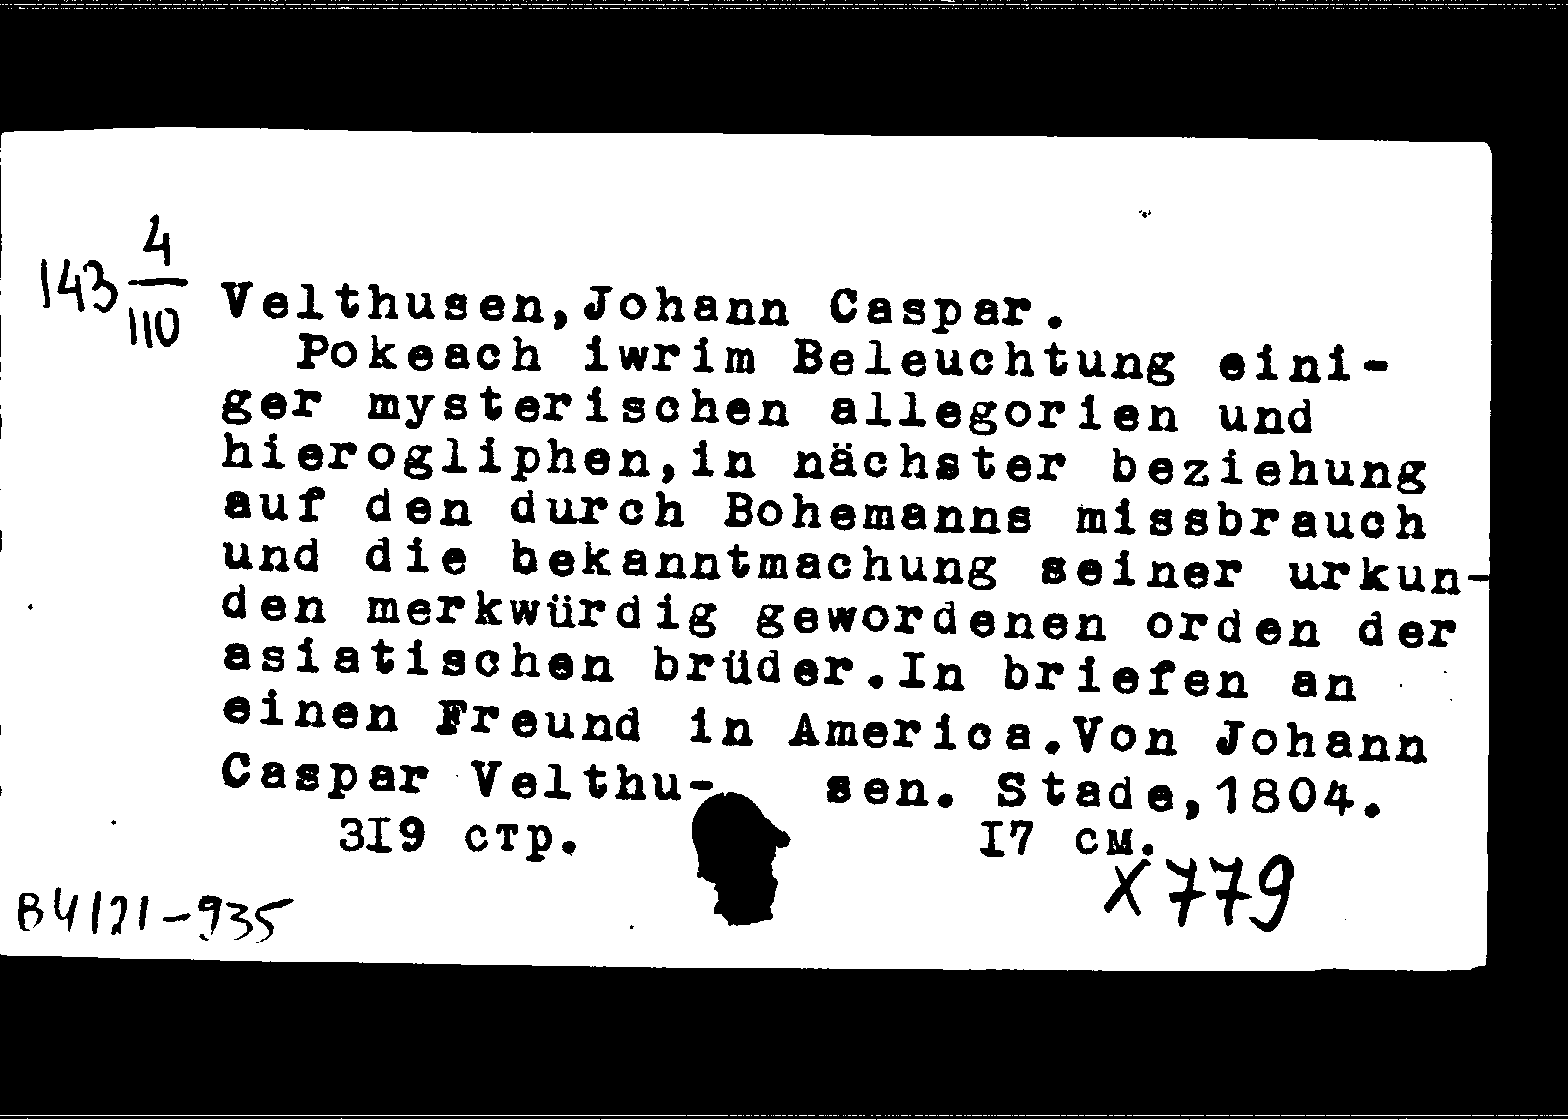 143 4/110
Velthusen,Johann Caspar.
Pokeach iwrim Beleuchtung eini-
ger mysterischen allegorien und
hierogliphen,in nächster beziehung
auf den durch Bohemanns missbrauch
und die bekanntmachung seiner urkun-
den merkwürdig gewordenen orden der
asiatischen brüder.In briefen an
einen Freund in America.Von Johann
Caspar Velthu- sen. Stade,1804.
3I9 стр. I7 см.
X779
В4121-935